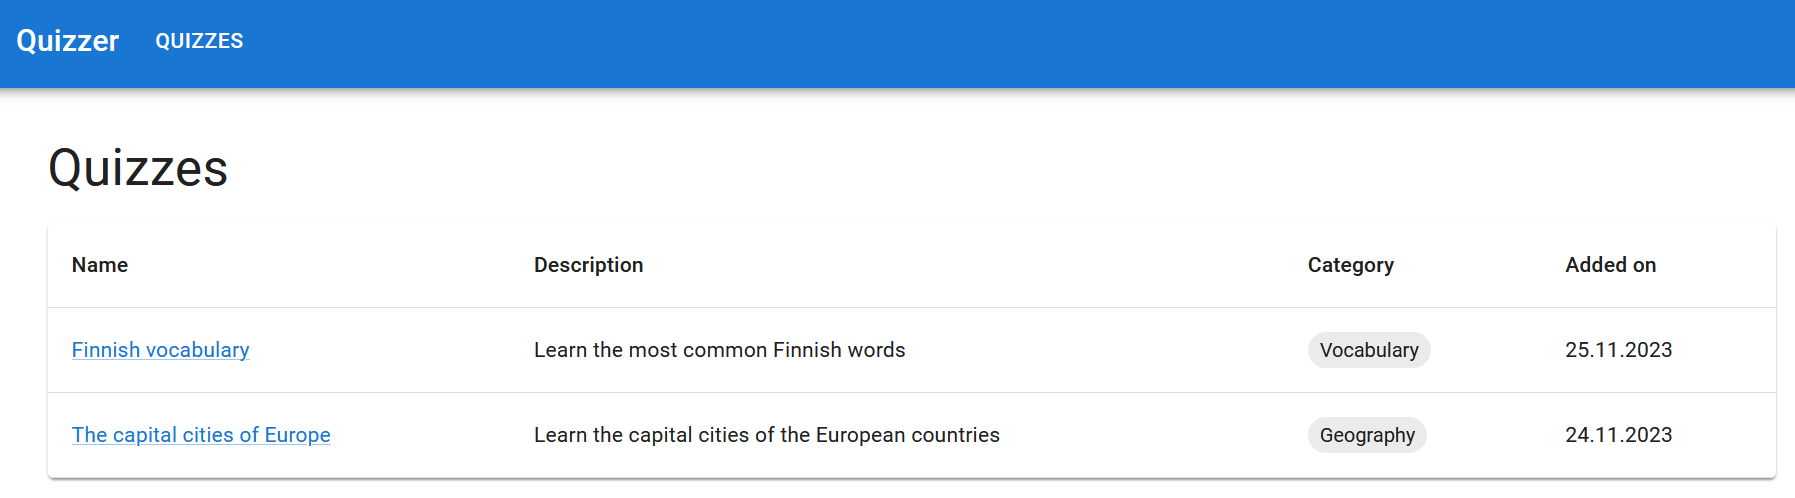 Quizzer QUIZZES
Quizzes
Name Description Category Added on
Finnish vocabulary Learn the most common Finnish words Vocabulary 25.11.2023
The capital cities of Europe Learn the capital cities of the European countries Geography 24.11.2023